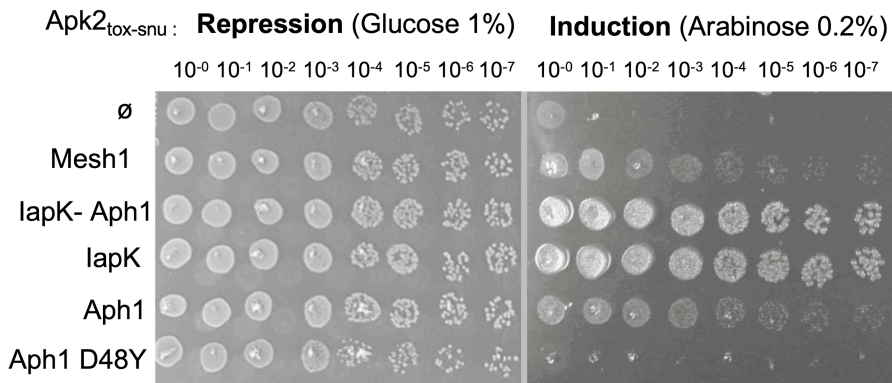 Apk2tox-snu : Repression (Glucose 1%) Induction (Arabinose 0.2%)
10-0 10-1 10-2 10-3 10-4 10-5 10-6 10-7 10-0 10-1 10-2 10-3 10-4 10-5 10-6 10-7
ø
Mesh1
IapK- Aph1
IapK
Aph1
Aph1 D48Y